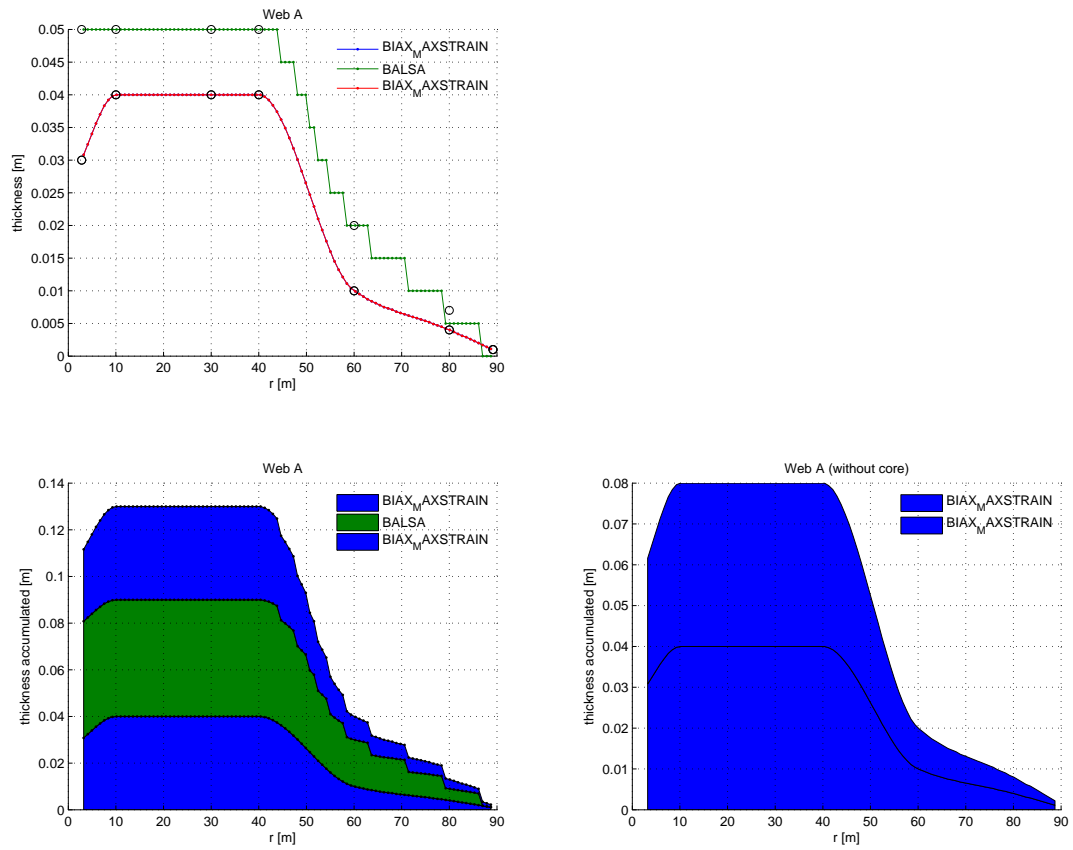 Web A
0.05
0.045
0.04
0.035
0.03
0.025
0.02
0.015
0.01
0.005
0
thickness [m]
BIAX_MAXSTRAIN
BALSA
BIAX_MAXSTRAIN
0 10 20 30 40 50 60 70 80 90
r [m]
Web A
0.14
0.12
0.1
0.08
0.06
0.04
0.02
0
thickness accumulated [m]
BIAX_MAXSTRAIN
BALSA
BIAX_MAXSTRAIN
0 10 20 30 40 50 60 70 80 90
r [m]
Web A (without core)
0.08
0.07
0.06
0.05
0.04
0.03
0.02
0.01
0
thickness accumulated [m]
BIAX_MAXSTRAIN
BIAX_MAXSTRAIN
0 10 20 30 40 50 60 70 80 90
r [m]